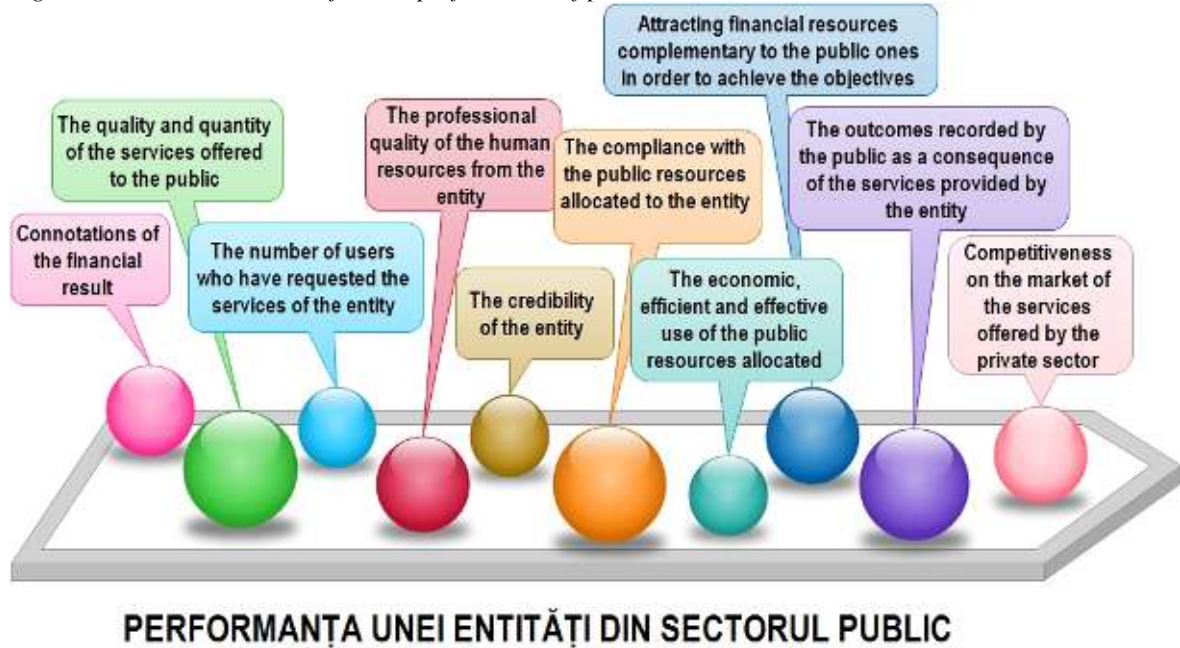 Attracting financial resources
complementary to the public ones
in order to achieve the objectives
The quality and quantity
of the services offered
to the public
The professional
quality of the human
resources from the
entity
The compliance with
the public resources
allocated to the entity
The outcomes recorded by
the public as a consequence
of the services provided by
the entity
Connotations of
the financial
result
The number of users
who have requested the
services of the entity
The credibility
of the entity
The economic,
efficient and effective
use of the public
resources allocated
Competitiveness
on the market of
the services
offered by the
private sector
PERFORMANȚA UNEI ENTITĂȚI DIN SECTORUL PUBLIC